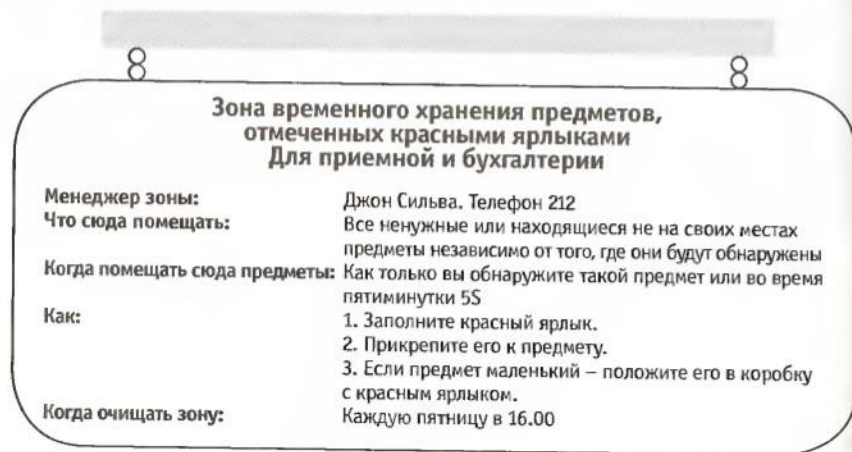 Зона временного хранения предметов,
отмеченных красными ярлыками
Для приемной и бухгалтерии
Менеджер зоны: Джон Сильва. Телефон 212
Что сюда помещать: Все ненужные или находящиеся не на своих местах
предметы независимо от того, где они будут обнаружены
Когда помещать сюда предметы: Как только вы обнаружите такой предмет или во время
пятиминутки 5S
Как: 1. Заполните красный ярлык.
2. Прикрепите его к предмету.
3. Если предмет маленький – положите его в коробку
с красным ярлыком.
Когда очищать зону: Каждую пятницу в 16.00